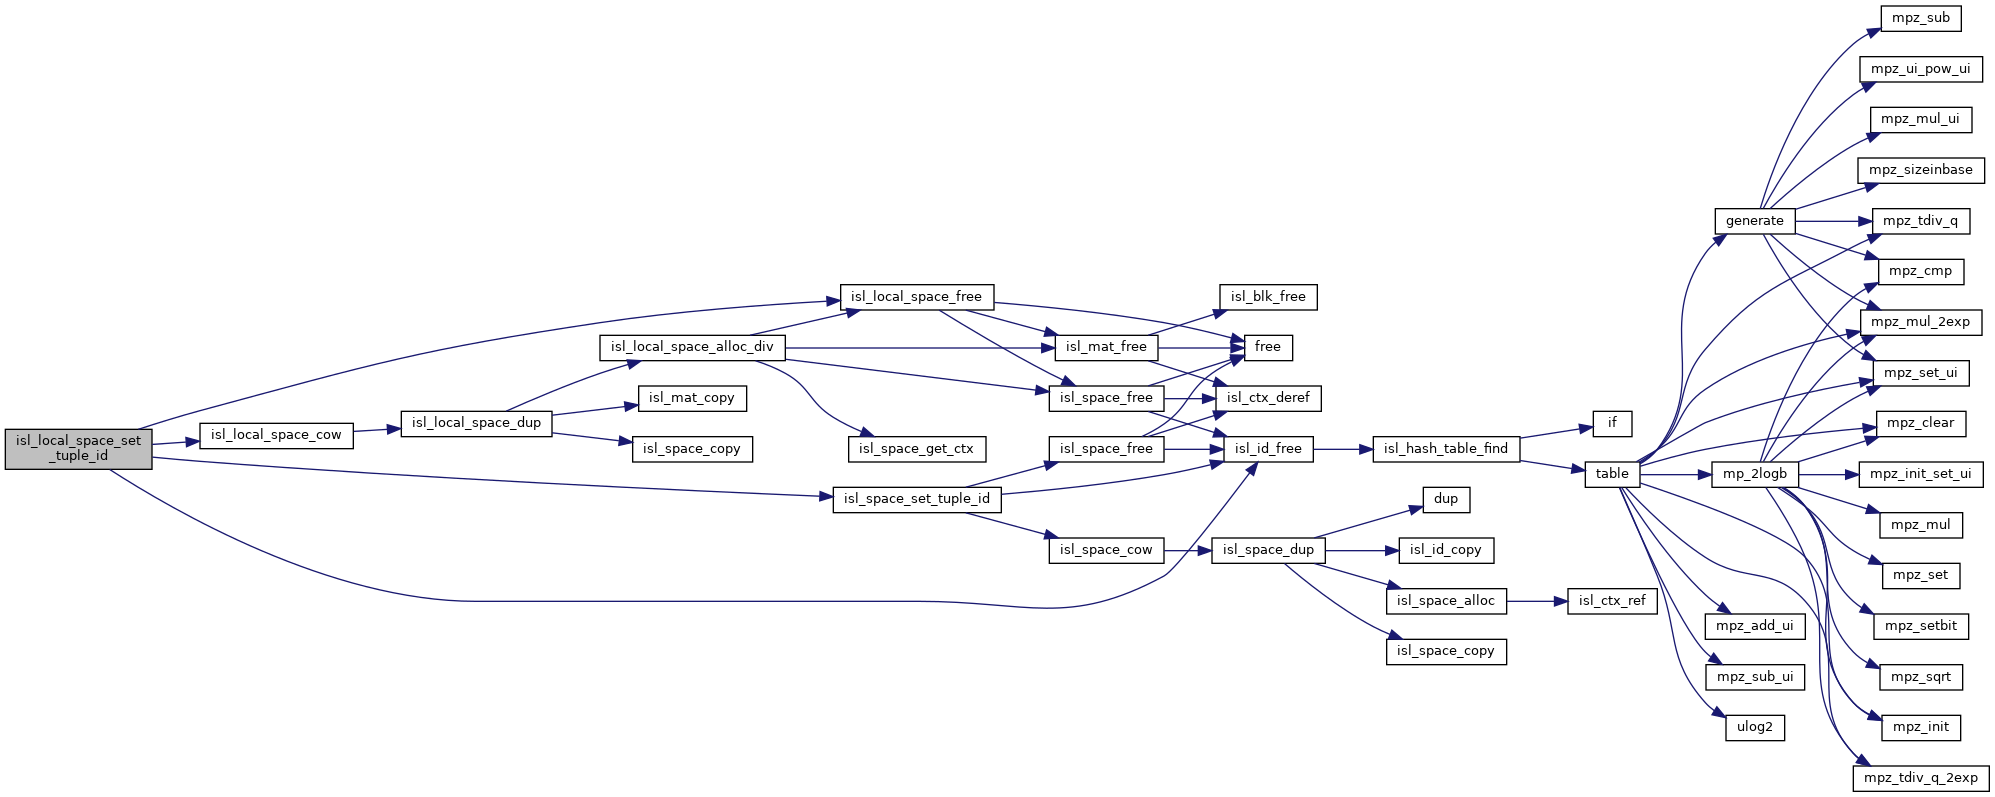 mpz_sub
mpz_ui_pow_ui
mpz_mul_ui
mpz_sizeinbase
generate
mpz_tdiv_q
mpz_cmp
isl_local_space_free
isl_blk_free
mpz_mul_2exp
isl_local_space_alloc_div
isl_mat_free
free
mpz_set_ui
isl_mat_copy
isl_space_free
isl_ctx_deref
isl_local_space_dup
if
mpz_clear
isl_local_space_set
_tuple_id
isl_local_space_cow
isl_space_copy
isl_space_get_ctx
isl_space_free
isl_id_free
isl_hash_table_find
table
mp_2logb
mpz_init_set_ui
isl_space_set_tuple_id
dup
mpz_mul
isl_space_cow
isl_space_dup
isl_id_copy
mpz_set
isl_space_alloc
isl_ctx_ref
mpz_add_ui
mpz_setbit
isl_space_copy
mpz_sub_ui
mpz_sqrt
ulog2
mpz_init
mpz_tdiv_q_2exp